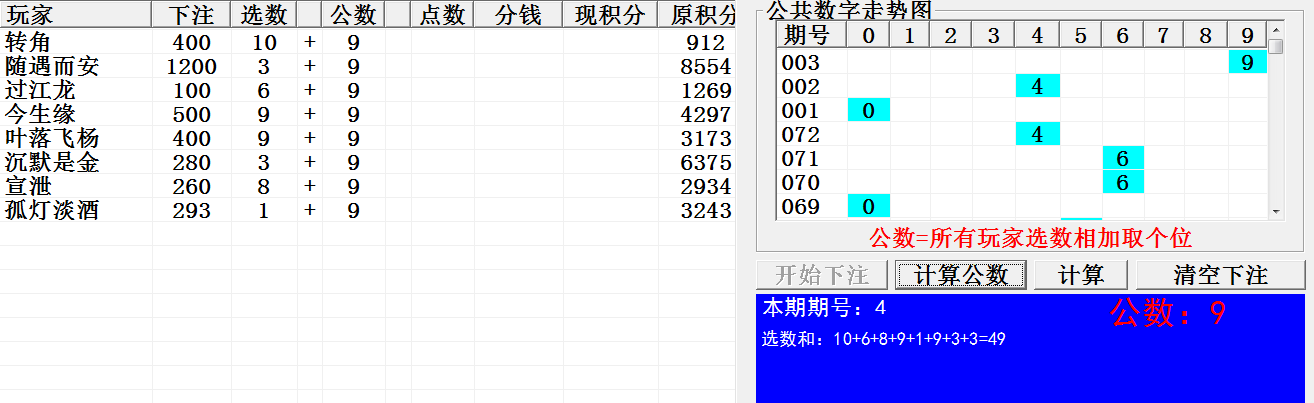 玩家 下注 选数 公数 点数 分钱 现积分 原积分
转角 400 10 + 9 912
随遇而安 1200 3 + 9 8554
过江龙 100 6 + 9 1269
今生缘 500 9 + 9 4297
叶落飞杨 400 9 + 9 3173
沉默是金 280 3 + 9 6375
宣泄 260 8 + 9 2934
孤灯淡酒 293 1 + 9 3243
公共数字走势图
期号 0 1 2 3 4 5 6 7 8 9
003 9
002 4
001 0
072 4
071 6
070 6
069 0
公数=所有玩家选数相加取个位
开始下注 计算公数 计算 清空下注
本期期号：4 公数：9
选数和：10+6+8+9+1+9+3+3=49